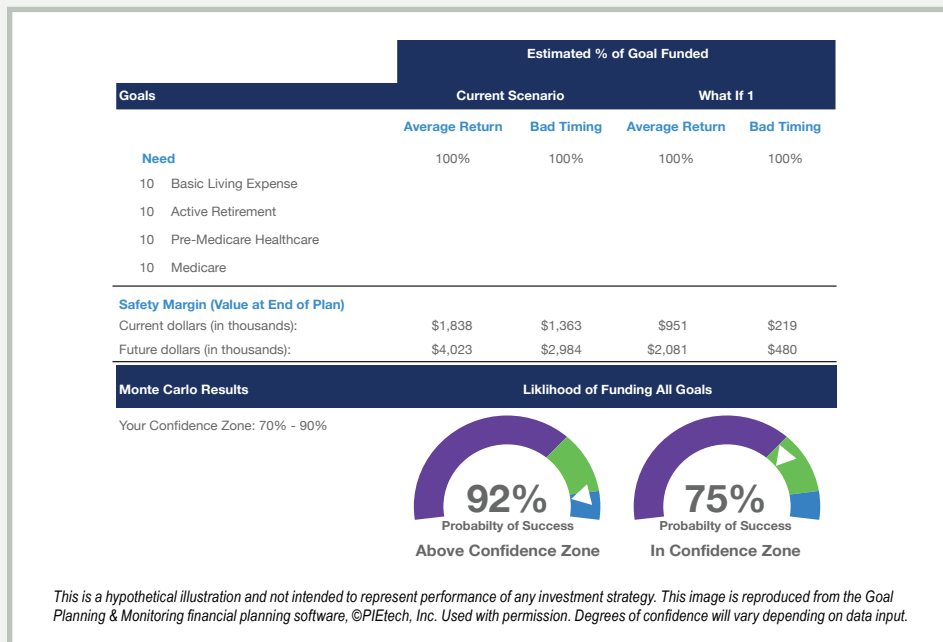 Estimated % of Goal Funded
Goals Current Scenario What If 1
Average Return Bad Timing Average Return Bad Timing
Need 100% 100% 100% 100%
10 Basic Living Expense
10 Active Retirement
10 Pre-Medicare Healthcare
10 Medicare
Safety Margin (Value at End of Plan)
Current dollars (in thousands): $1,838 $1,363 $951 $219
Future dollars (in thousands): $4,023 $2,984 $2,081 $480
Monte Carlo Results Liklihood of Funding All Goals
Your Confidence Zone: 70% - 90%
92% 75%
Probabilty of Success Probabilty of Success
Above Confidence Zone In Confidence Zone
This is a hypothetical illustration and not intended to represent performance of any investment strategy. This image is reproduced from the Goal
Planning & Monitoring financial planning software, ©PIEtech, Inc. Used with permission. Degrees of confidence will vary depending on data input.